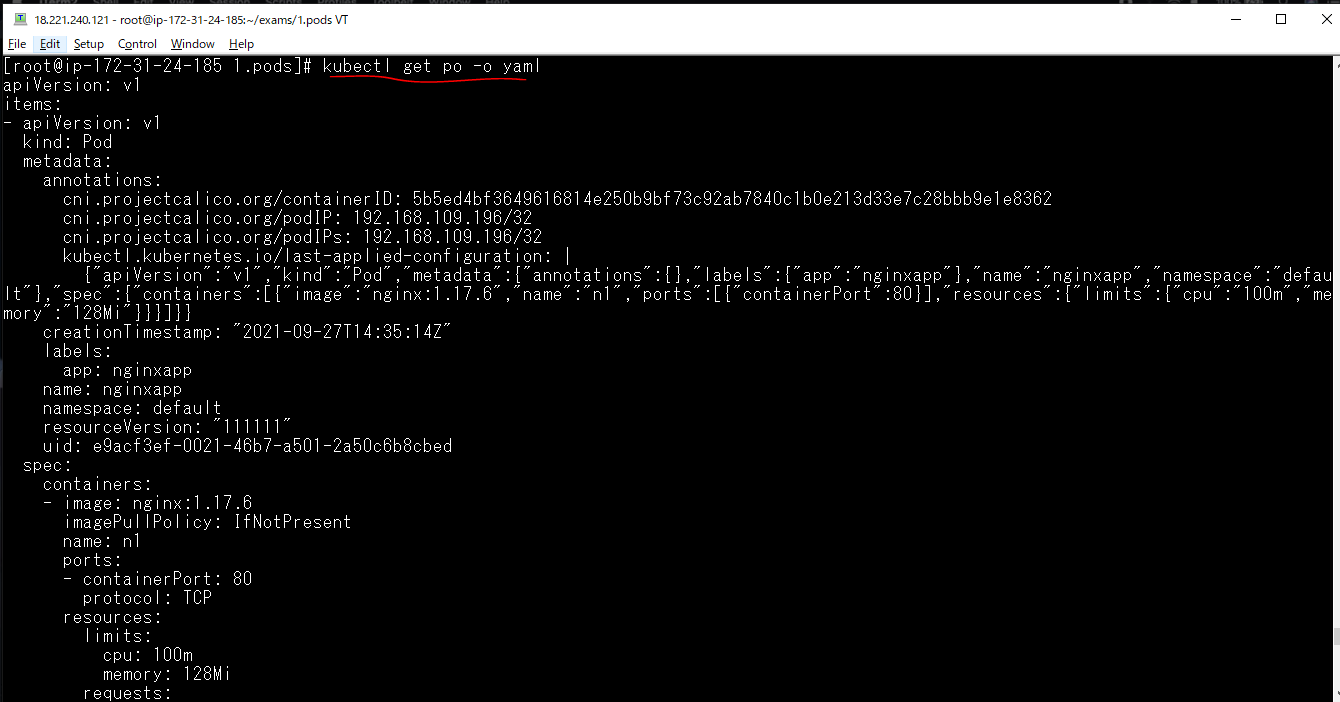 18.221.240.121 - root@ip-172-31-24-185:~/exams/1.pods VT
File Edit Setup Control Window Help
[root@ip-172-31-24-185 1.pods]# kubectl get po -o yaml
apiVersion: v1
items:
- apiVersion: v1
  kind: Pod
  metadata:
    annotations:
      cni.projectcalico.org/containerID: 5b5ed4bf3649616814e250b9bf73c92ab7840c1b0e213d33e7c28bbb9e1e8362
      cni.projectcalico.org/podIP: 192.168.109.196/32
      cni.projectcalico.org/podIPs: 192.168.109.196/32
      kubectl.kubernetes.io/last-applied-configuration: |
        {"apiVersion":"v1","kind":"Pod","metadata":{"annotations":{},"labels":{"app":"nginxapp"},"name":"nginxapp","namespace":"defau
lt"},"spec":{"containers":[{"image":"nginx:1.17.6","name":"n1","ports":[{"containerPort":80}],"resources":{"limits":{"cpu":"100m","me
mory":"128Mi"}}}]}}
    creationTimestamp: "2021-09-27T14:35:14Z"
    labels:
      app: nginxapp
    name: nginxapp
    namespace: default
    resourceVersion: "111111"
    uid: e9acf3ef-0021-46b7-a501-2a50c6b8cbed
  spec:
    containers:
    - image: nginx:1.17.6
      imagePullPolicy: IfNotPresent
      name: n1
      ports:
      - containerPort: 80
        protocol: TCP
      resources:
        limits:
          cpu: 100m
          memory: 128Mi
        requests: